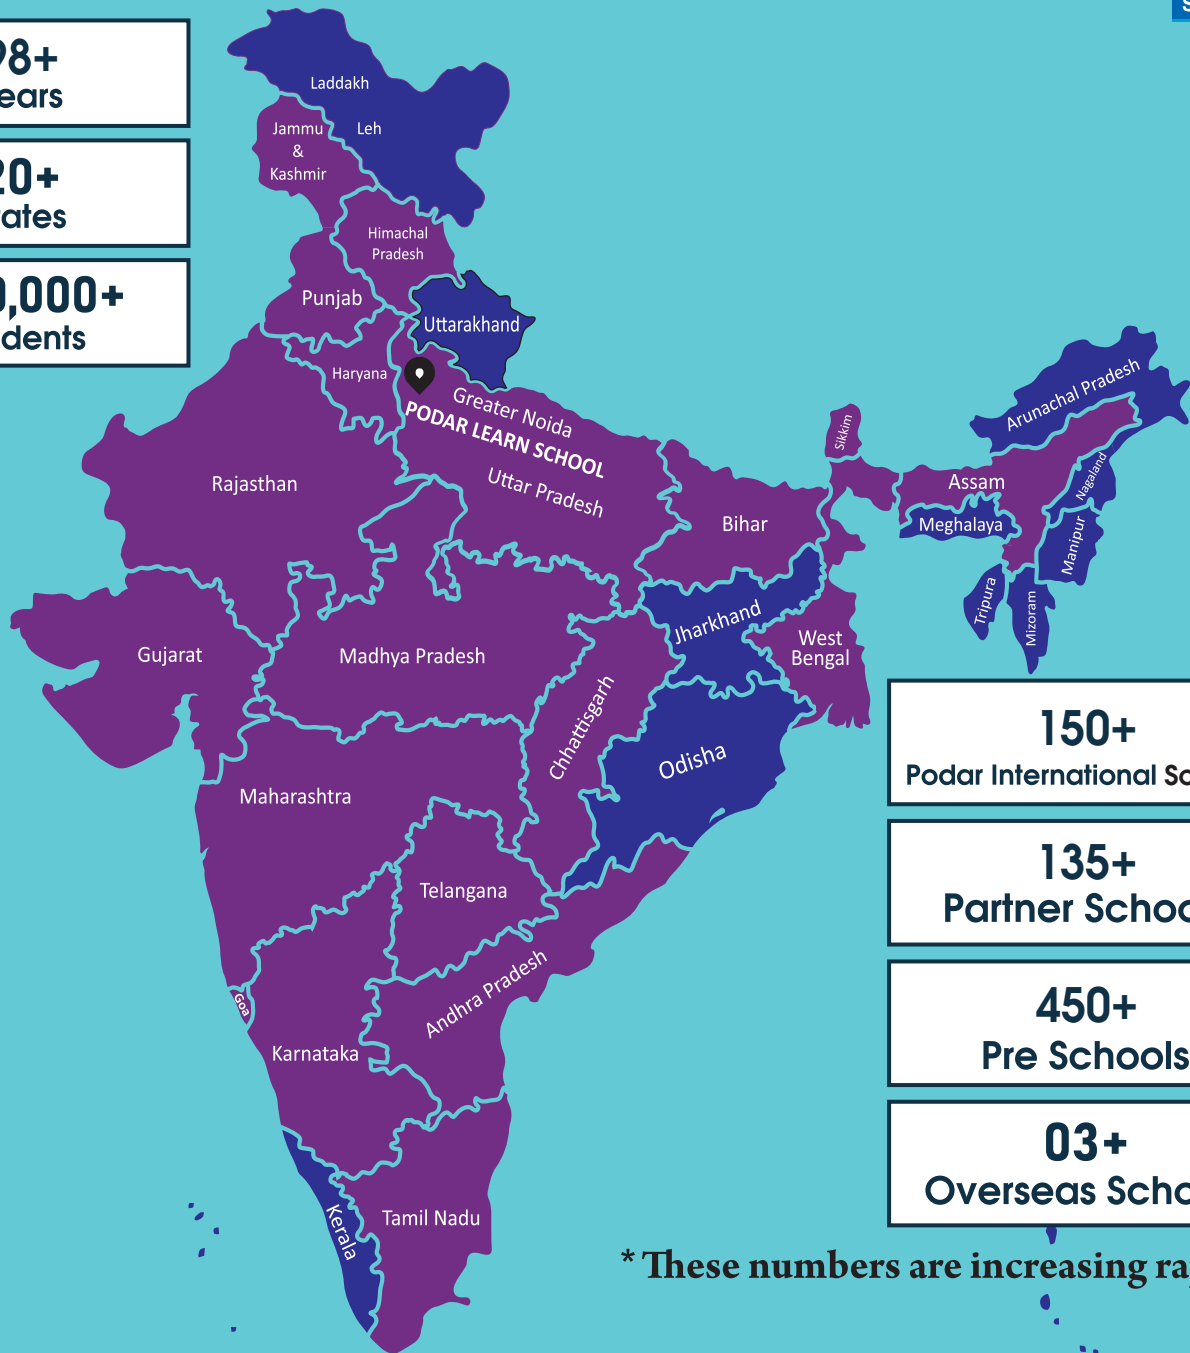 98+
ears
20+
ates
0,000+
dents
Laddakh
Leh
Jammu
&
Kashmir
Himachal
Pradesh
Punjab
Uttarakhand
Haryana
Greater Noida
PODAR LEARN SCHOOL
Uttar Pradesh
Rajasthan
Bihar
Sikkim
Arunachal Pradesh
Assam
Nagaland
Meghalaya
Manipur
Tripura
Mizoram
Jharkhand
West
Bengal
Gujarat
Madhya Pradesh
Chhattisgarh
Odisha
Maharashtra
Telangana
Andhra Pradesh
Goa
Karnataka
Kerala
Tamil Nadu
150+
Podar International Sc
135+
Partner Schoo
450+
Pre Schools
03+
Overseas Scho
* These numbers are increasing ra